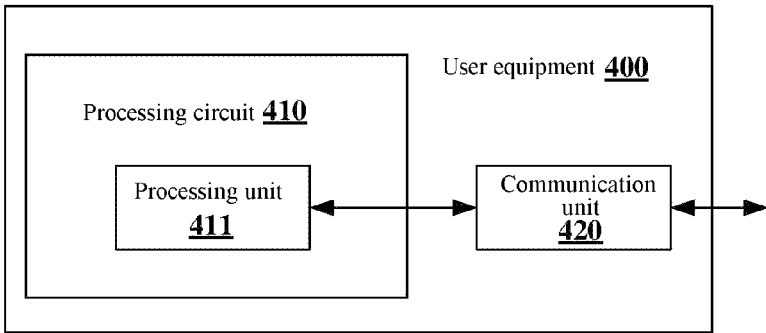 User equipment 400
Processing circuit 410
Processing unit
411
Communication
unit
420